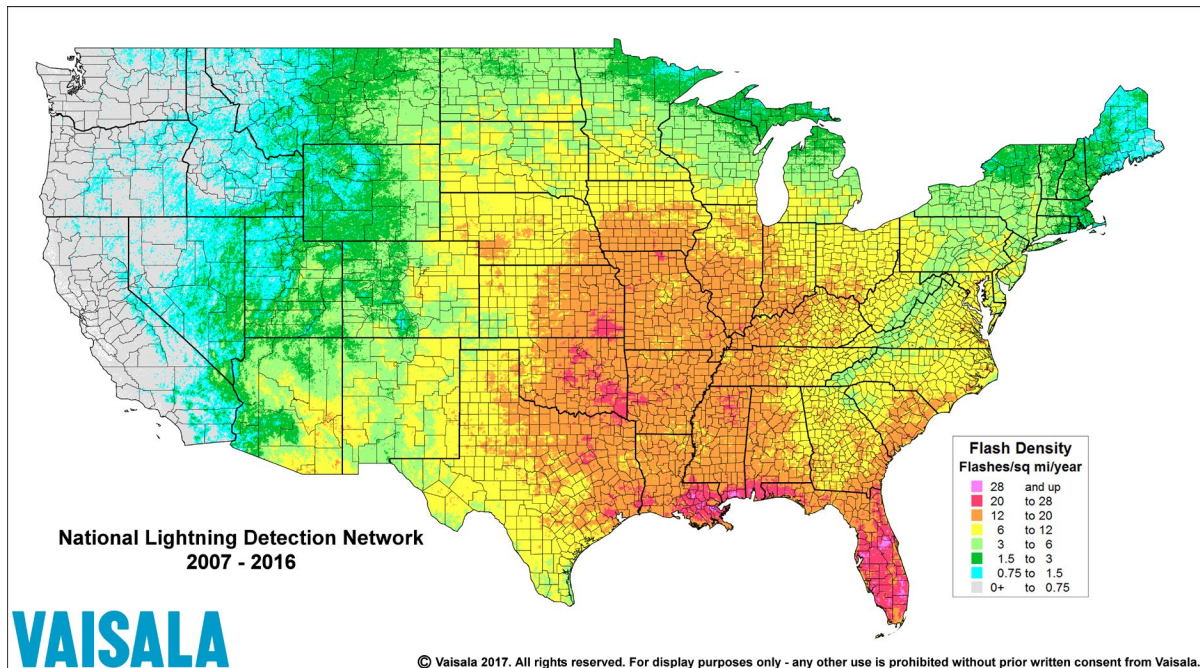 National Lightning Detection Network
2007 - 2016
VAISALA
Flash Density
Flashes/sq mi/year
28 and up
20 to 28
12 to 20
6 to 12
3 to 6
1.5 to 3
0.75 to 1.5
0+ to 0.75
© Vaisala 2017. All rights reserved. For display purposes only - any other use is prohibited without prior written consent from Vaisala.